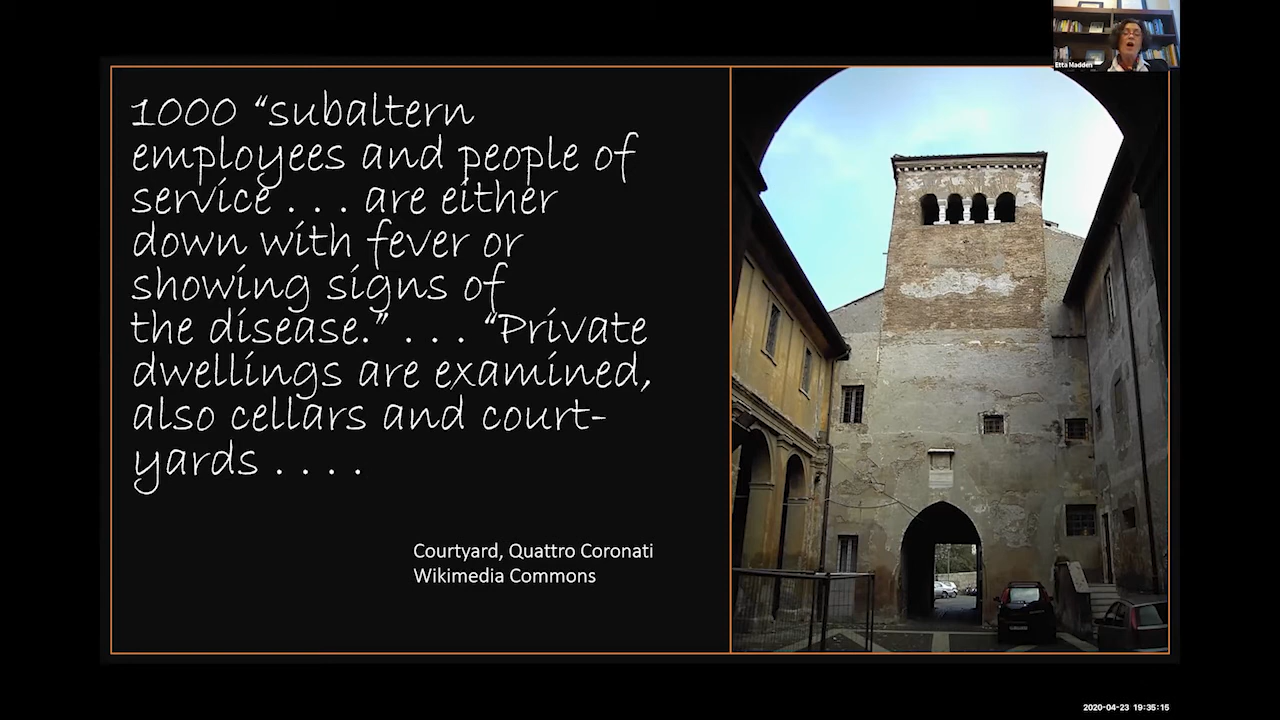 Etta Madden
1000 “subaltern
employees and people of
service . . . are either
down with fever or
showing signs of
the disease.” . . . “Private
dwellings are examined,
also cellars and court-
yards . . . .
Courtyard, Quattro Coronati
Wikimedia Commons
2020-04-23 19:35:15